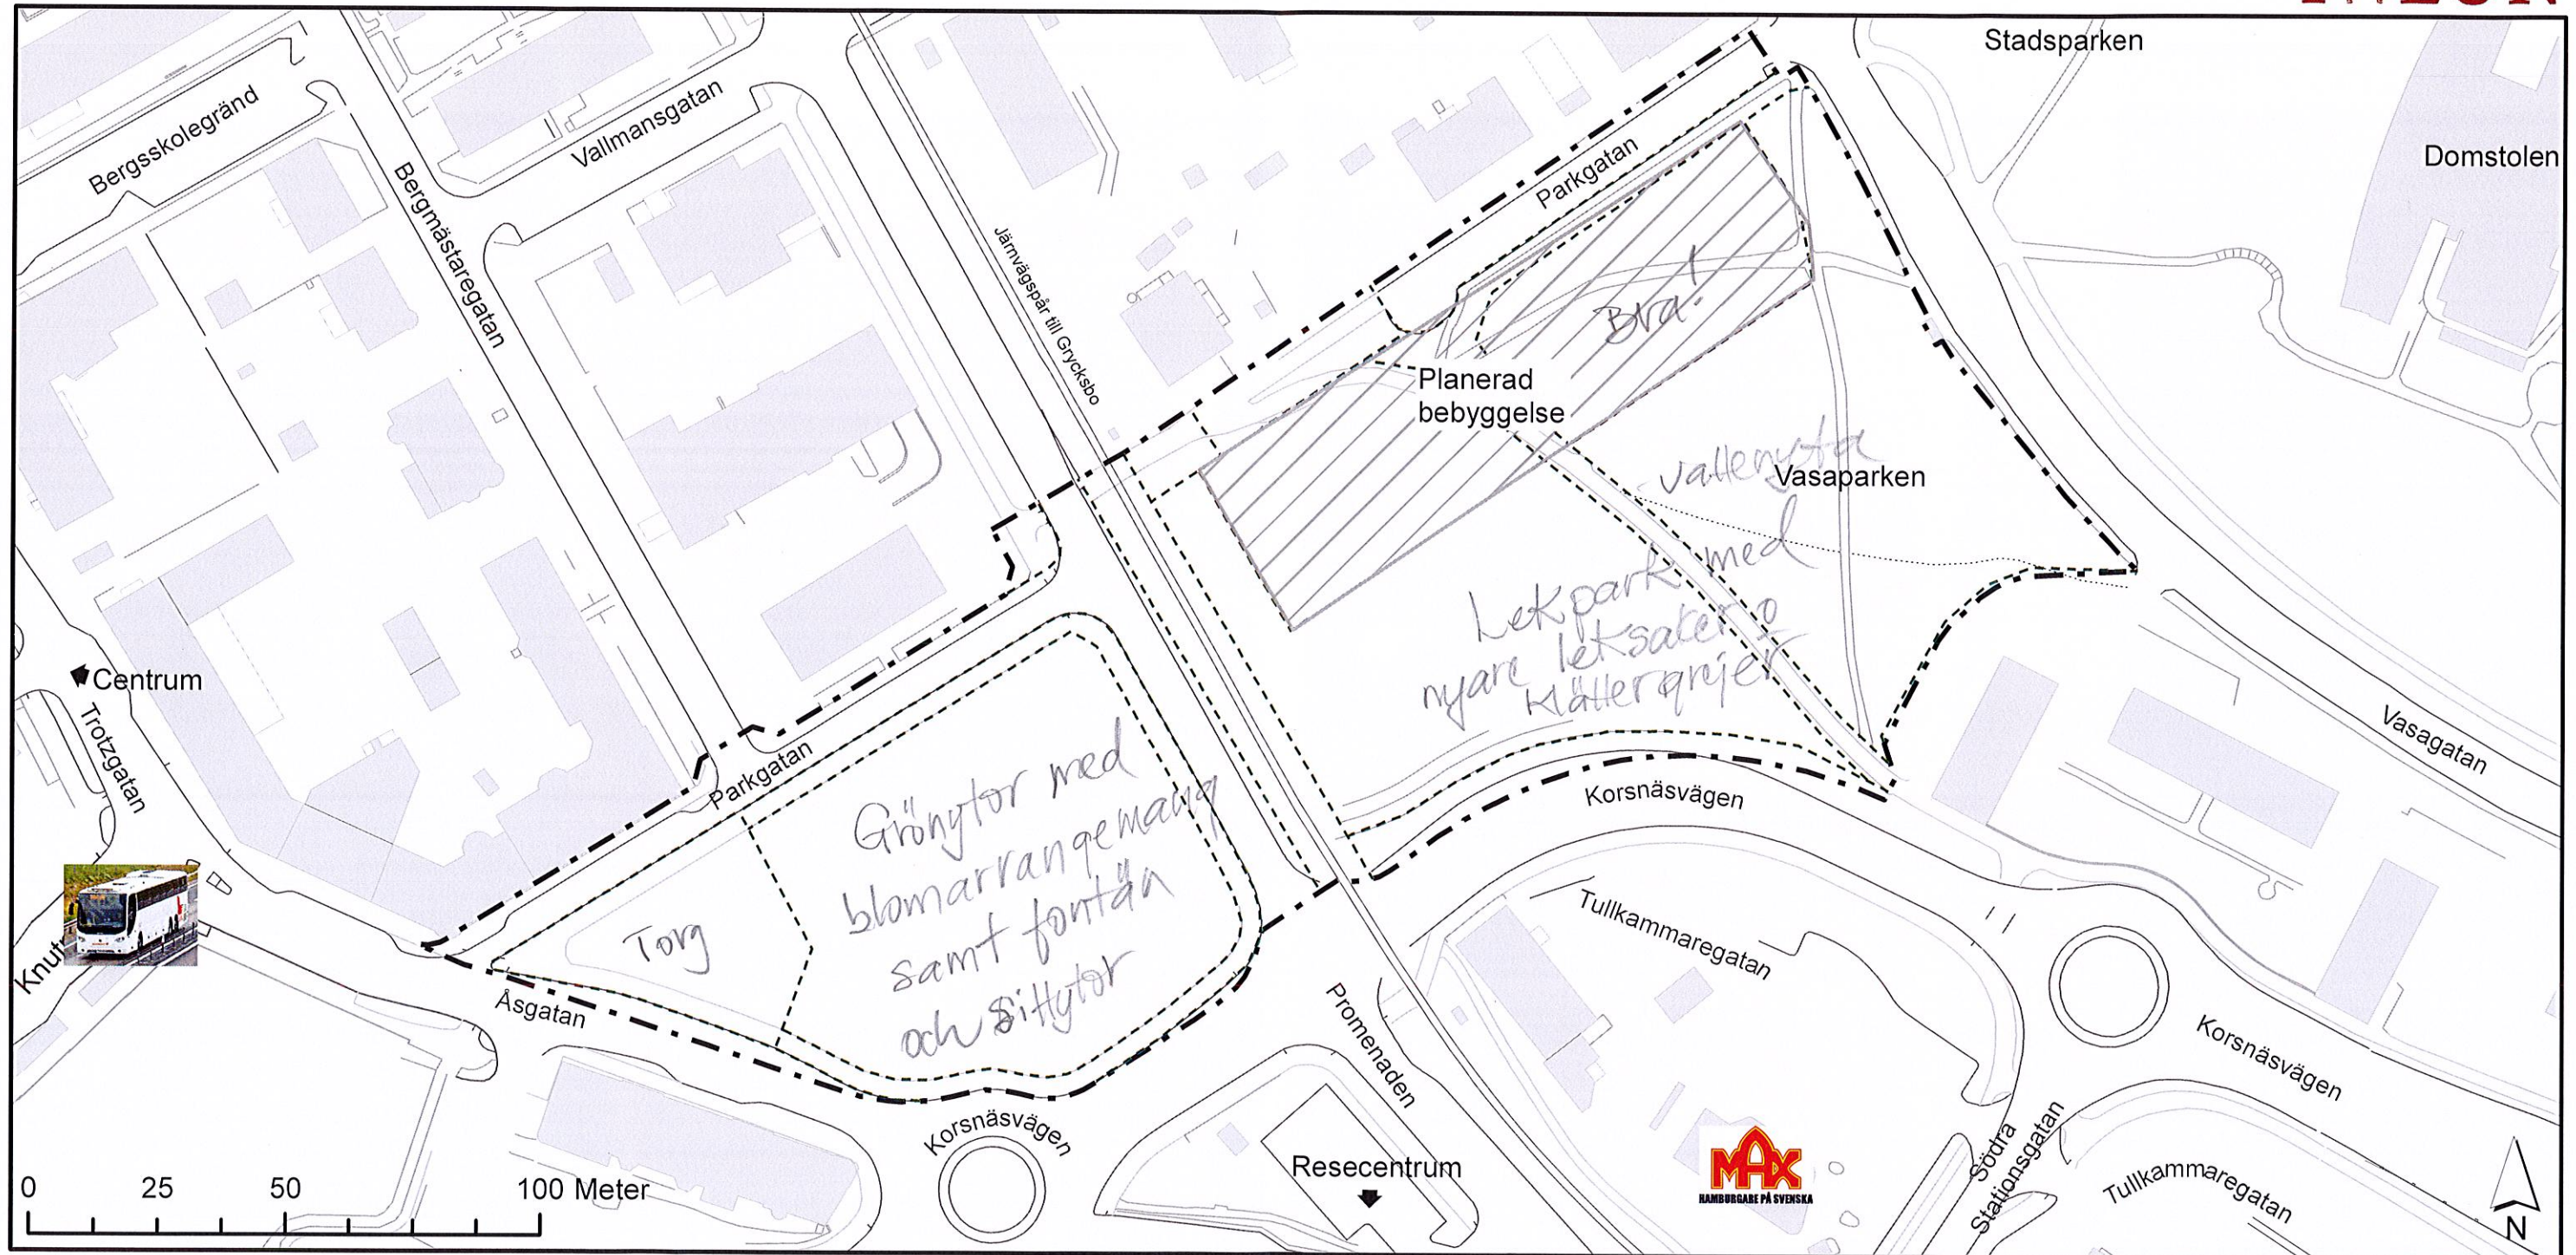 Stadsparken
Domstolen
Bergsskolegränd
Vallmansgatan
Bergmästaregatan
Järnvägspår till Grycksbo
Parkgatan
Bra!
Planerad
bebyggelse
Vasaparken
Lekpark med
nyare leksaker o
klättergrejer
Centrum
Trotzgatan
Parkgatan
Grönytor med
blomarrangemang
samt fontän
och sittytor
Torg
Åsgatan
Korsnäsvägen
Vasagatan
Tullkammaregatan
Promenaden
Korsnäsvägen
Korsnäsvägen
Resecentrum
MAX
HAMBURGARE PÅ SVENSKA
Södra
Stationsgatan
Tullkammaregatan
0 25 50 100 Meter
N